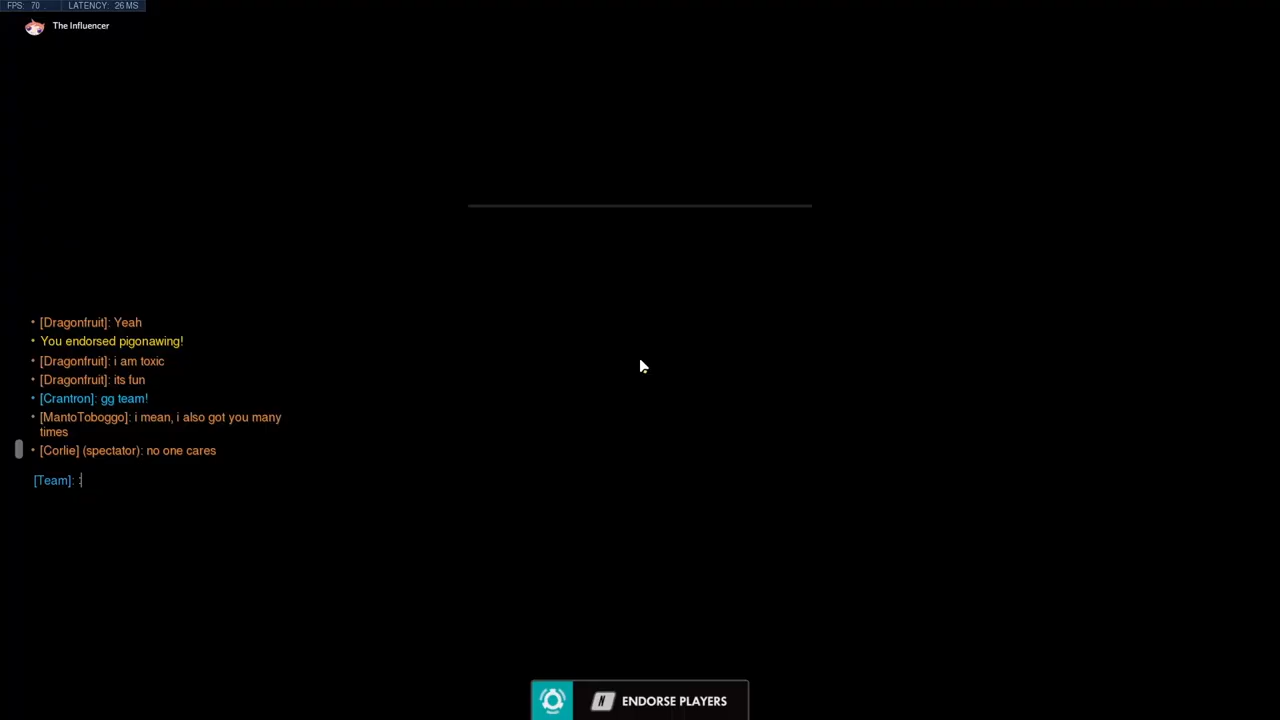 FPS: 70 LATENCY: 26 MS
The Influencer
• [Dragonfruit]: Yeah
• You endorsed pigonawing!
• [Dragonfruit]: i am toxic
• [Dragonfruit]: its fun
• [Crantron]: gg team!
• [MantoToboggo]: i mean, i also got you many
times
• [Corlie] (spectator): no one cares
[Team]: :
N ENDORSE PLAYERS